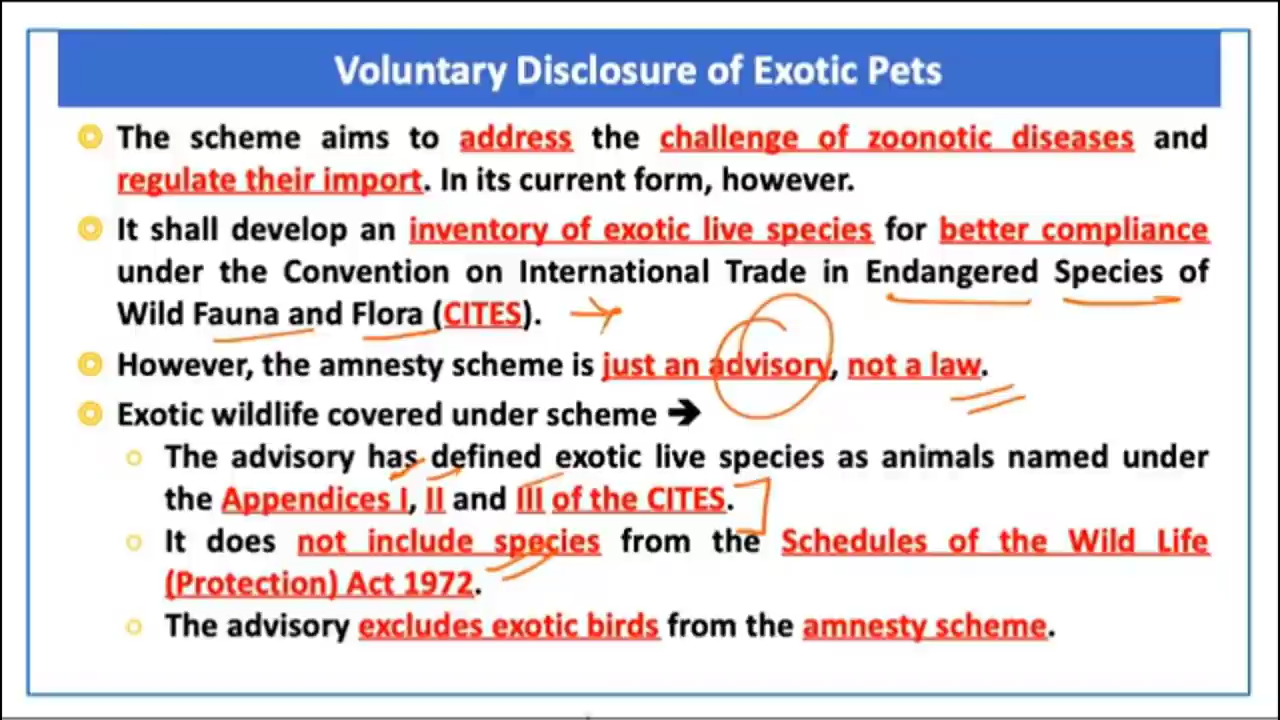 Voluntary Disclosure of Exotic Pets
The scheme aims to address the challenge of zoonotic diseases and
regulate their import. In its current form, however.
It shall develop an inventory of exotic live species for better compliance
under the Convention on International Trade in Endangered Species of
Wild Fauna and Flora (CITES).
However, the amnesty scheme is just an advisory, not a law.
Exotic wildlife covered under scheme ➔
The advisory has defined exotic live species as animals named under
the Appendices I, II and III of the CITES.
It does not include species from the Schedules of the Wild Life
(Protection) Act 1972.
The advisory excludes exotic birds from the amnesty scheme.